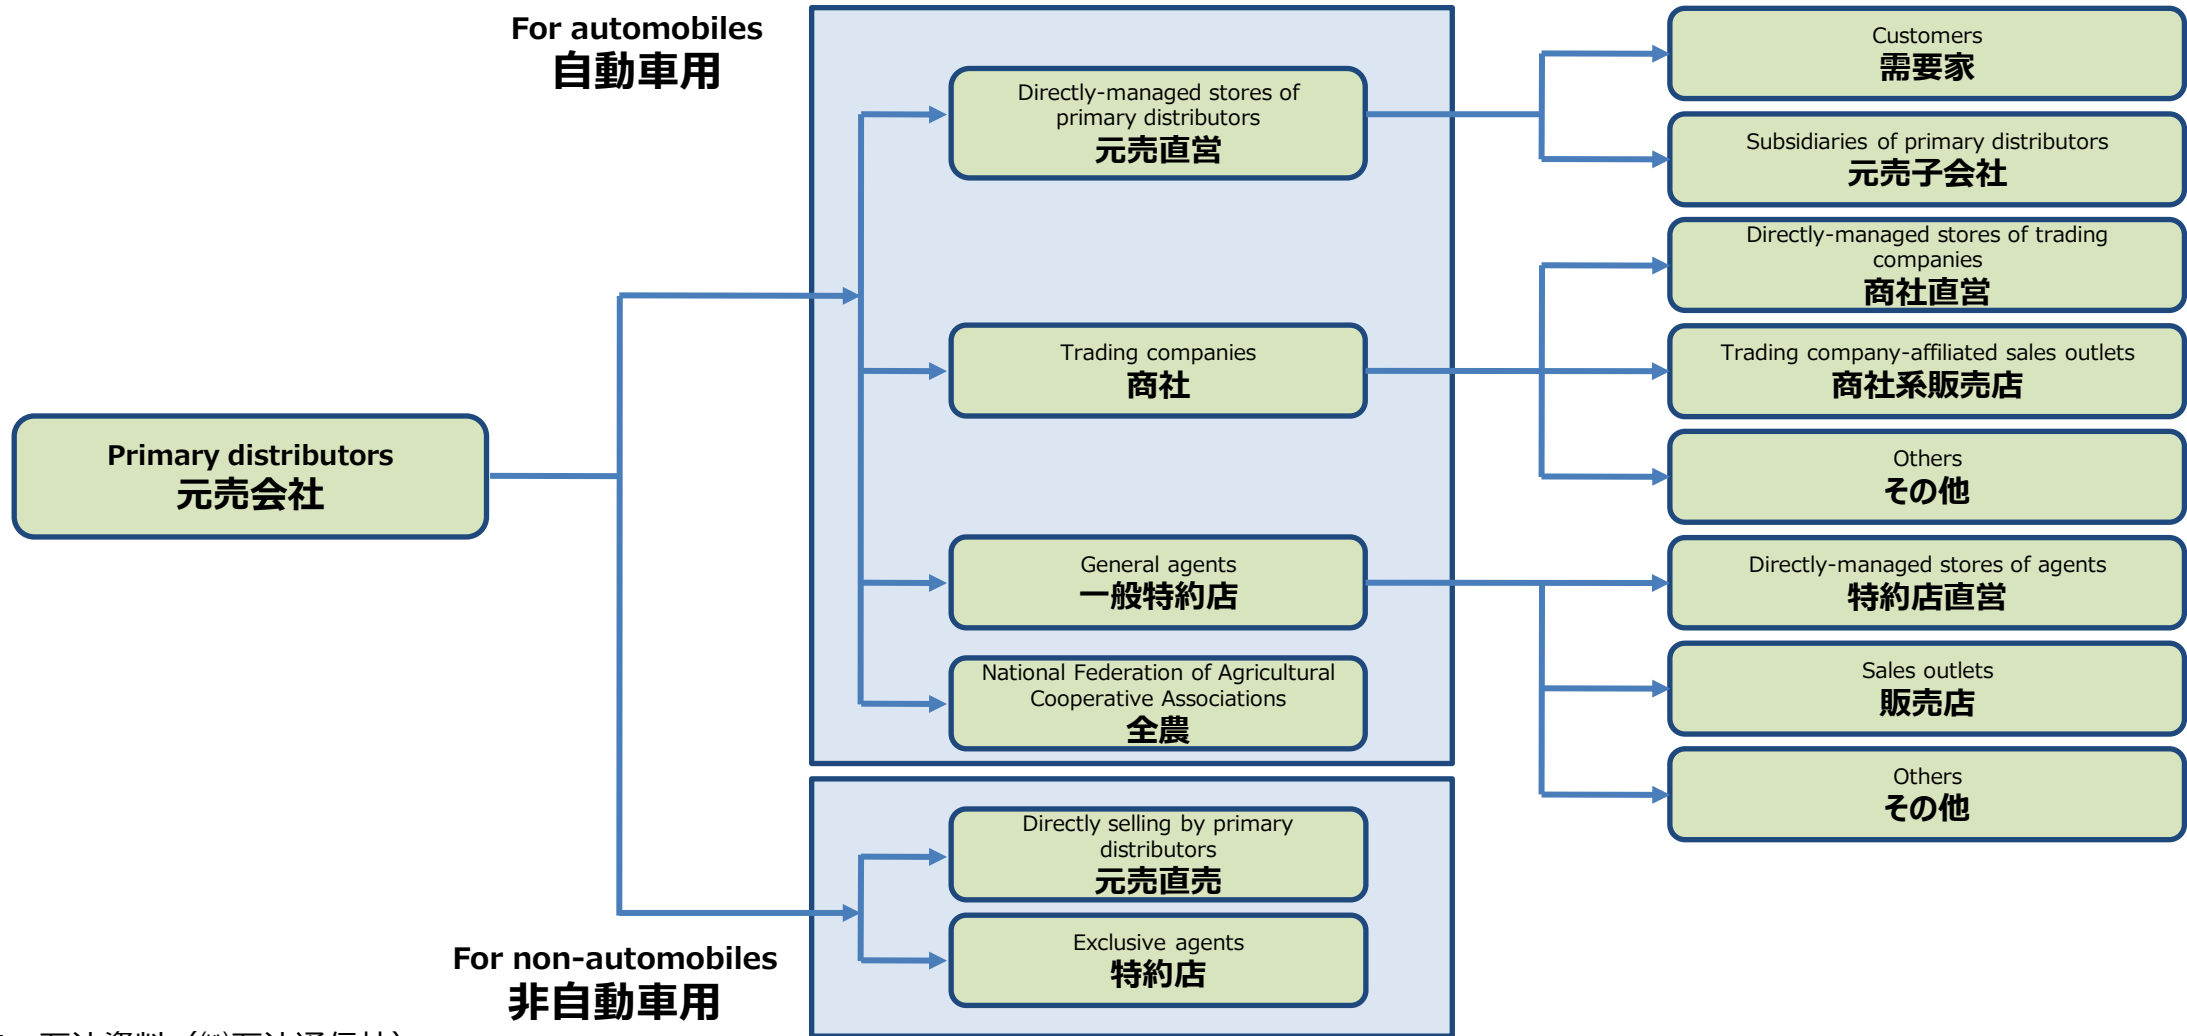 For automobiles
自動車用
Directly-managed stores of
primary distributors
元売直営
Customers
需要家
Subsidiaries of primary distributors
元売子会社
Directly-managed stores of trading
companies
商社直営
Trading companies
商社
Trading company-affiliated sales outlets
商社系販売店
Others
その他
Primary distributors
元売会社
General agents
一般特約店
Directly-managed stores of agents
特約店直営
National Federation of Agricultural
Cooperative Associations
全農
Sales outlets
販売店
Others
その他
Directly selling by primary
distributors
元売直売
Exclusive agents
特約店
For non-automobiles
非自動車用